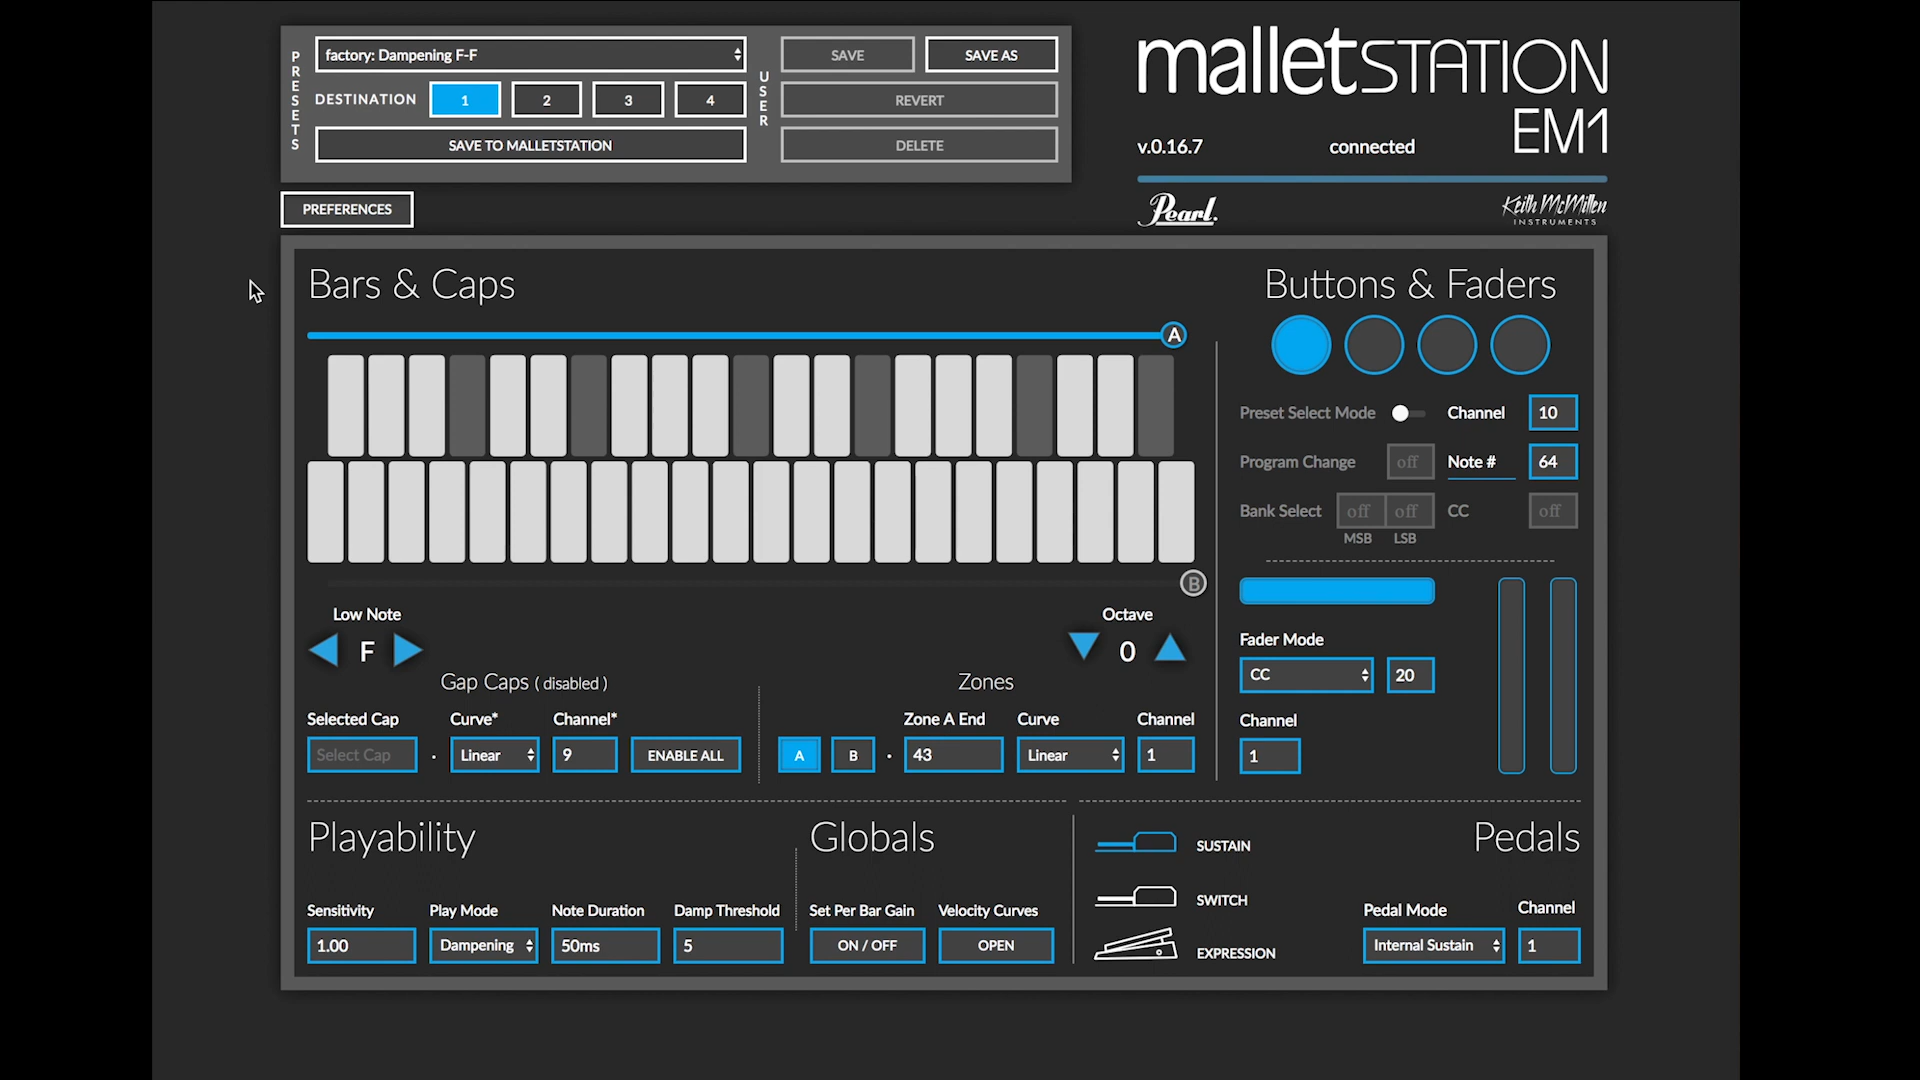 PRESETS
factory: Dampening F-F
DESTINATION 1 2 3 4
SAVE TO MALLETSTATION
USER
SAVE SAVE AS
REVERT
DELETE
malletSTATION
EM1
v.0.16.7 connected
Pearl.
Keith McMillen
INSTRUMENTS
PREFERENCES
Bars & Caps
A
B
Low Note
F
Octave
0
Gap Caps ( disabled )
Selected Cap Curve* Channel*
Select Cap Linear 9 ENABLE ALL
Zones
Zone A End Curve Channel
A B 43 Linear 1
Buttons & Faders
Preset Select Mode Channel 10
Program Change off Note # 64
Bank Select off off CC off
MSB LSB
Fader Mode
CC 20
Channel
1
Playability
Sensitivity Play Mode Note Duration Damp Threshold
1.00 Dampening 50ms 5
Globals
Set Per Bar Gain Velocity Curves
ON / OFF OPEN
Pedals
SUSTAIN
SWITCH
EXPRESSION
Pedal Mode Channel
Internal Sustain 1